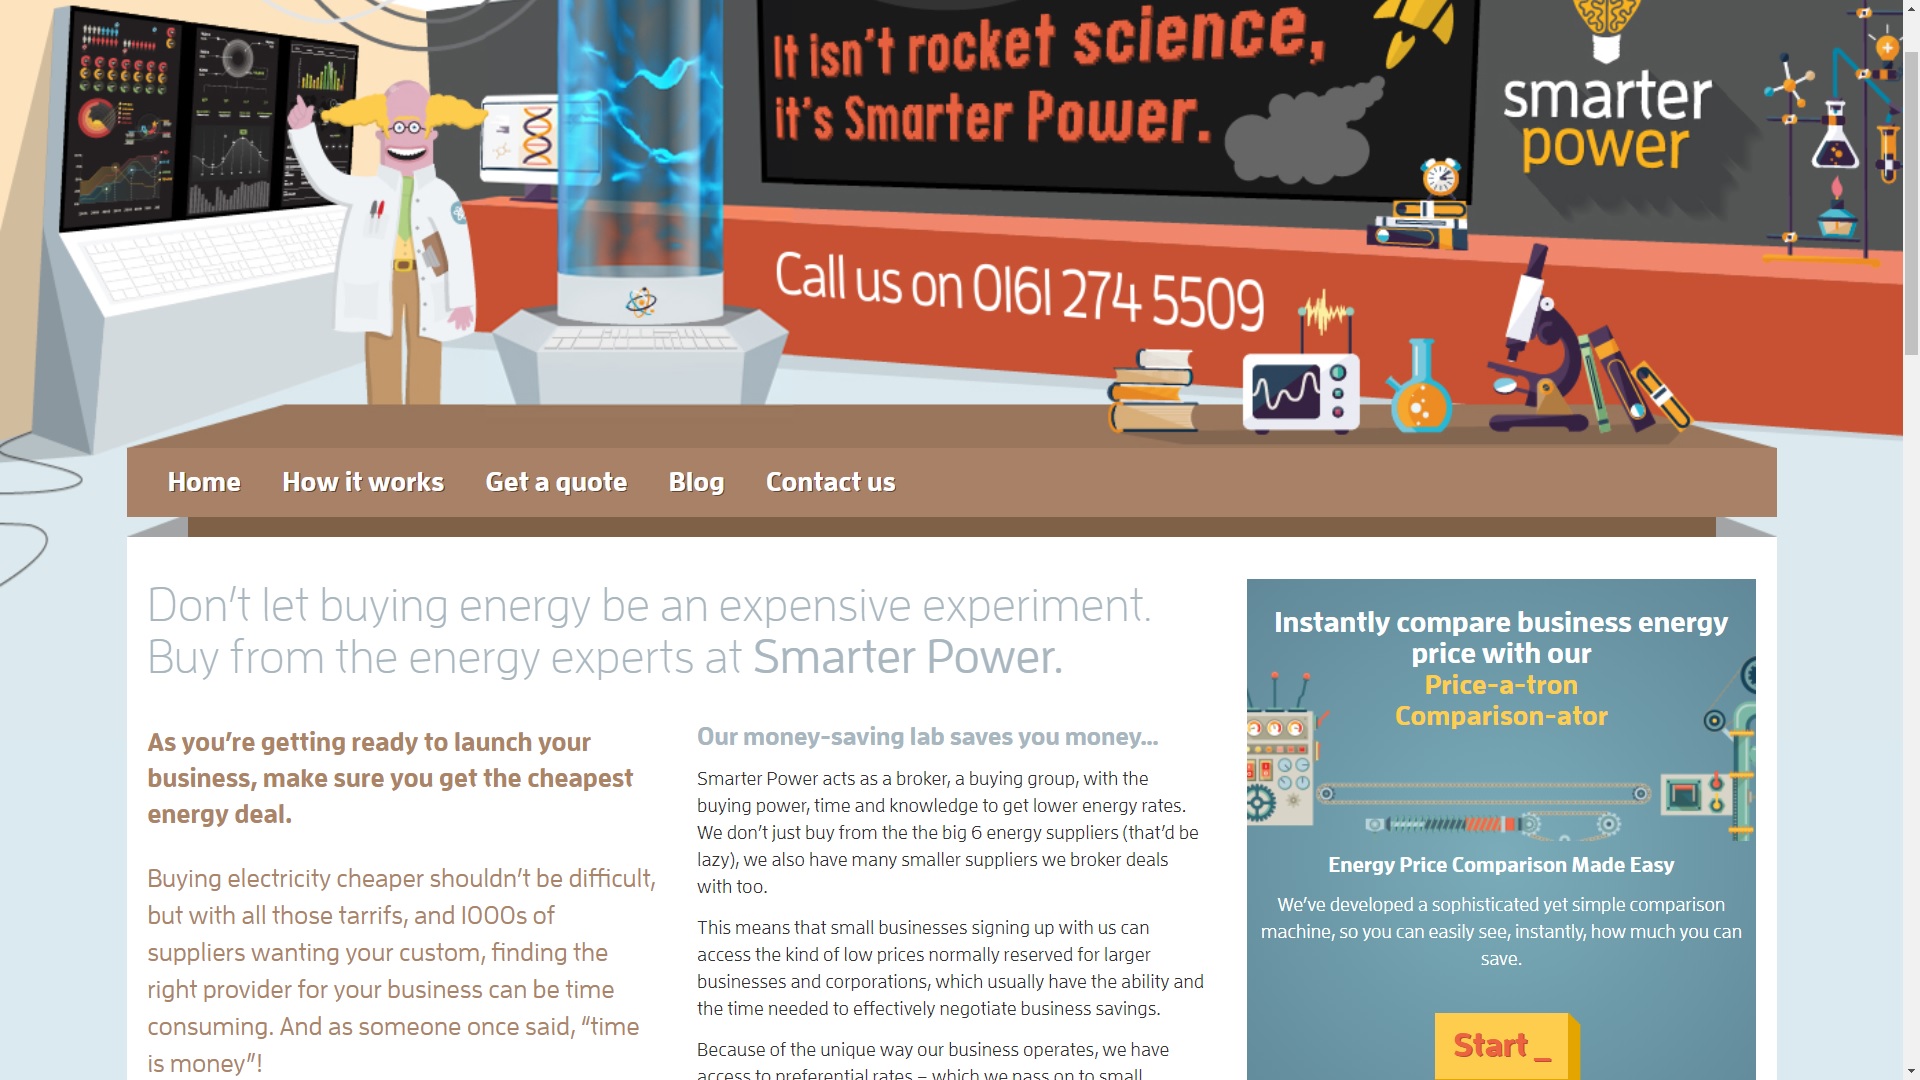 It isn't rocket science,
it's Smarter Power.
smarter
power
Call us on 0161 274 5509
Home
How it works
Get a quote
Blog
Contact us
Don't let buying energy be an expensive experiment.
Buy from the energy experts at Smarter Power.
As you're getting ready to launch your
business, make sure you get the cheapest
energy deal.
Buying electricity cheaper shouldn't be difficult,
but with all those tarrifs, and 1000s of
suppliers wanting your custom, finding the
right provider for your business can be time
consuming. And as someone once said, "time
is money"!
Our money-saving lab saves you money...
Smarter Power acts as a broker, a buying group, with the
buying power, time and knowledge to get lower energy rates.
We don't just buy from the the big 6 energy suppliers (that'd be
lazy), we also have many smaller suppliers we broker deals
with too.
This means that small businesses signing up with us can
access the kind of low prices normally reserved for larger
businesses and corporations, which usually have the ability and
the time needed to effectively negotiate business savings.
Because of the unique way our business operates, we have
access to preferential rates – which we pass on to small
Instantly compare business energy
price with our
Price-a-tron
Comparison-ator
Energy Price Comparison Made Easy
We've developed a sophisticated yet simple comparison
machine, so you can easily see, instantly, how much you can
save.
Start _